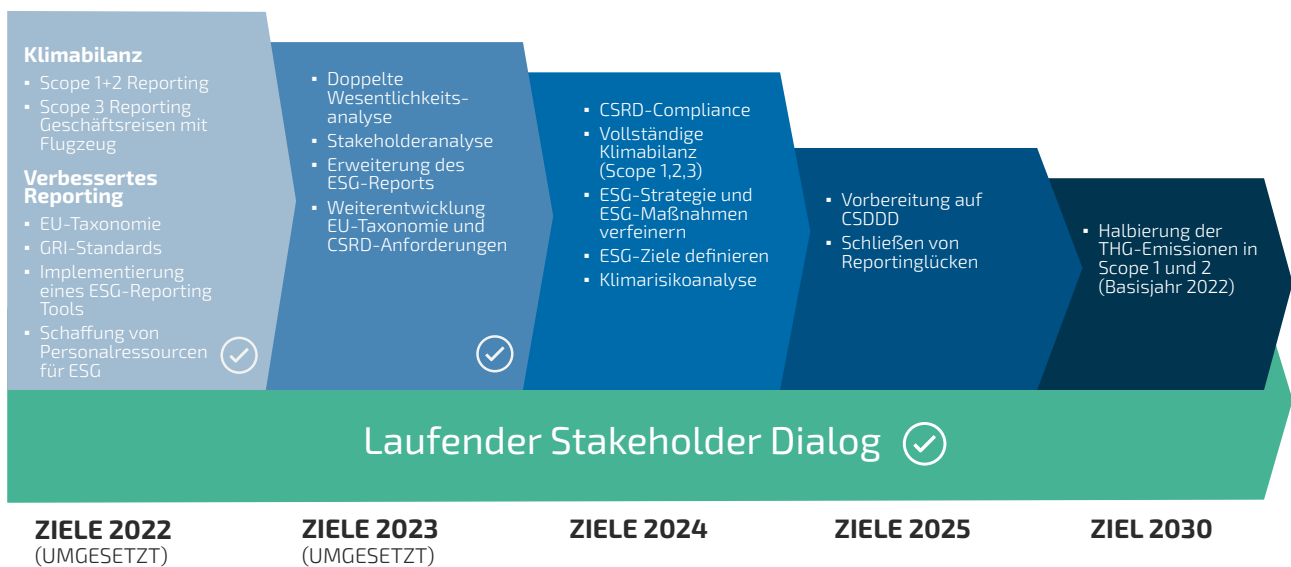 Klimabilanz
▪ Scope 1+2 Reporting
▪ Scope 3 Reporting
Geschäftsreisen mit
Flugzeug
Verbessertes
Reporting
▪ EU-Taxonomie
▪ GRI-Standards
▪ Implementierung
eines ESG-Reporting
Tools
▪ Schaffung von
Personalressourcen
für ESG
▪ Doppelte
Wesentlichkeits-
analyse
▪ Stakeholderanalyse
▪ Erweiterung des
ESG-Reports
▪ Weiterentwicklung
EU-Taxonomie und
CSRD-Anforderungen
▪ CSRD-Compliance
▪ Vollständige
Klimabilanz
(Scope 1,2,3)
▪ ESG-Strategie und
ESG-Maßnahmen
verfeinern
▪ ESG-Ziele definieren
▪ Klimarisikoanalyse
▪ Vorbereitung auf
CSDDD
▪ Schließen von
Reportinglücken
▪ Halbierung der
THG-Emissionen in
Scope 1 und 2
(Basisjahr 2022)
Laufender Stakeholder Dialog
ZIELE 2022
(UMGESETZT)
ZIELE 2023
(UMGESETZT)
ZIELE 2024
ZIELE 2025
ZIEL 2030